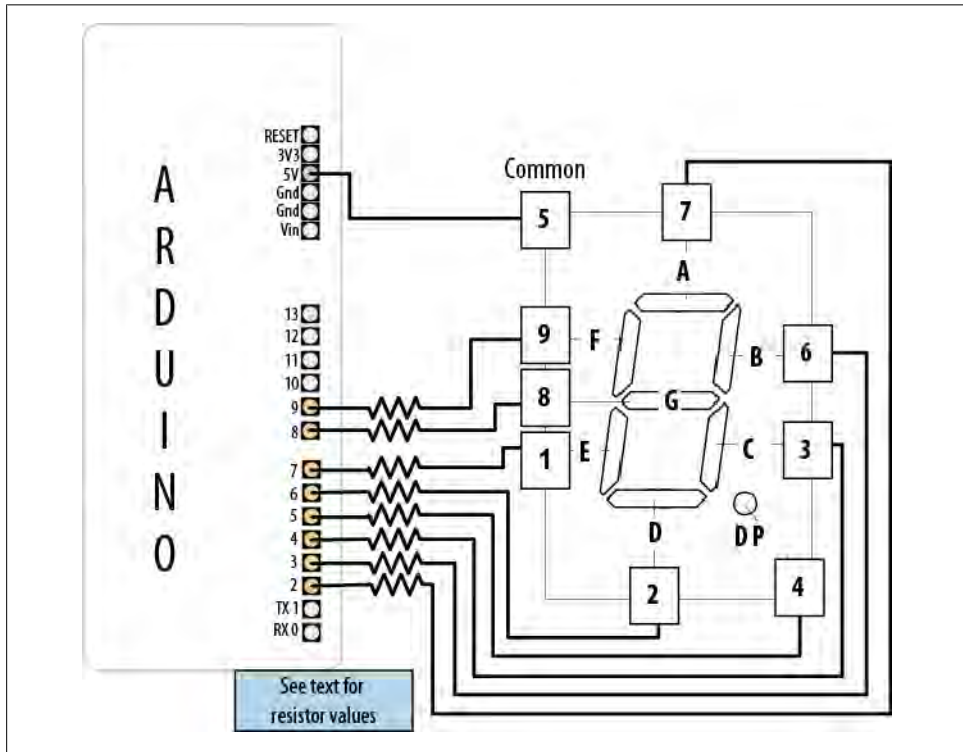 ARDUINO
RESET
3V3
5V
Gnd
Gnd
Vin
13
12
11
10
9
8
7
6
5
4
3
2
TX 1
RX 0
Common
5
7
A
9
F
B
6
8
G
1
E
C
3
D
DP
2
4
See text for
resistor values